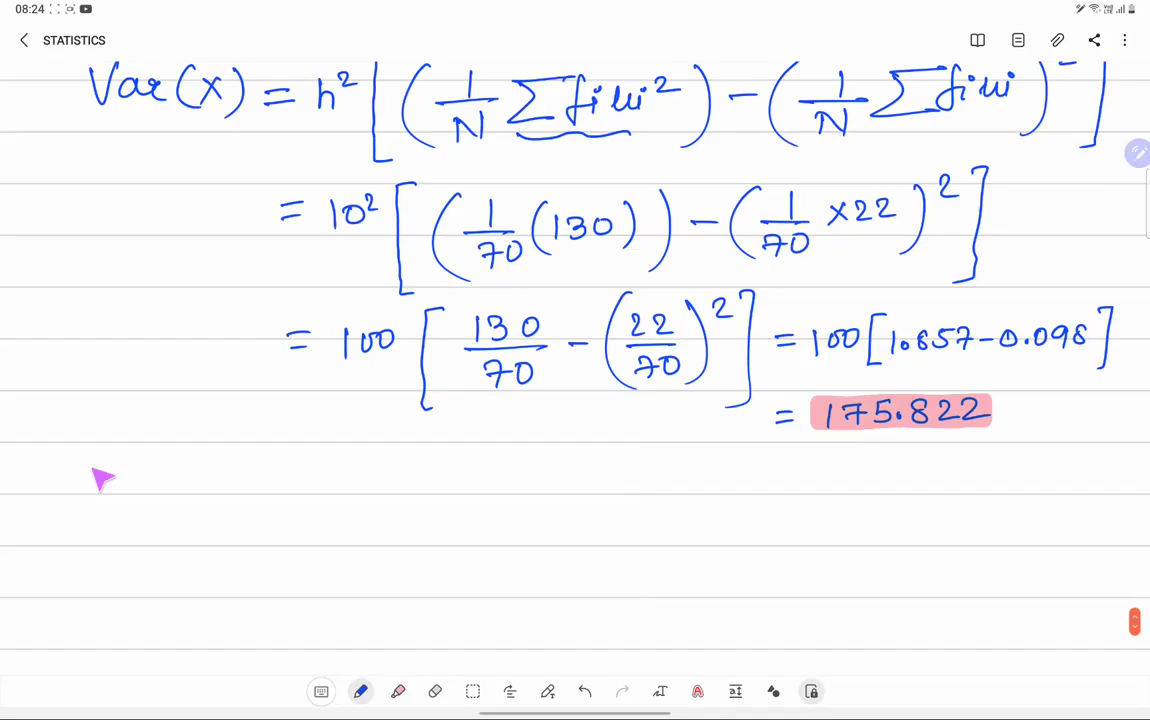 08:24
STATISTICS
Var(x) = h² [(1/N Σfiui²) − (1/N Σfiui)²]
= 10² [(1/70 (130)) − (1/70 ×22)²]
= 100 [130/70 − (22/70)²] = 100[1.857−0.098]
= 175.822